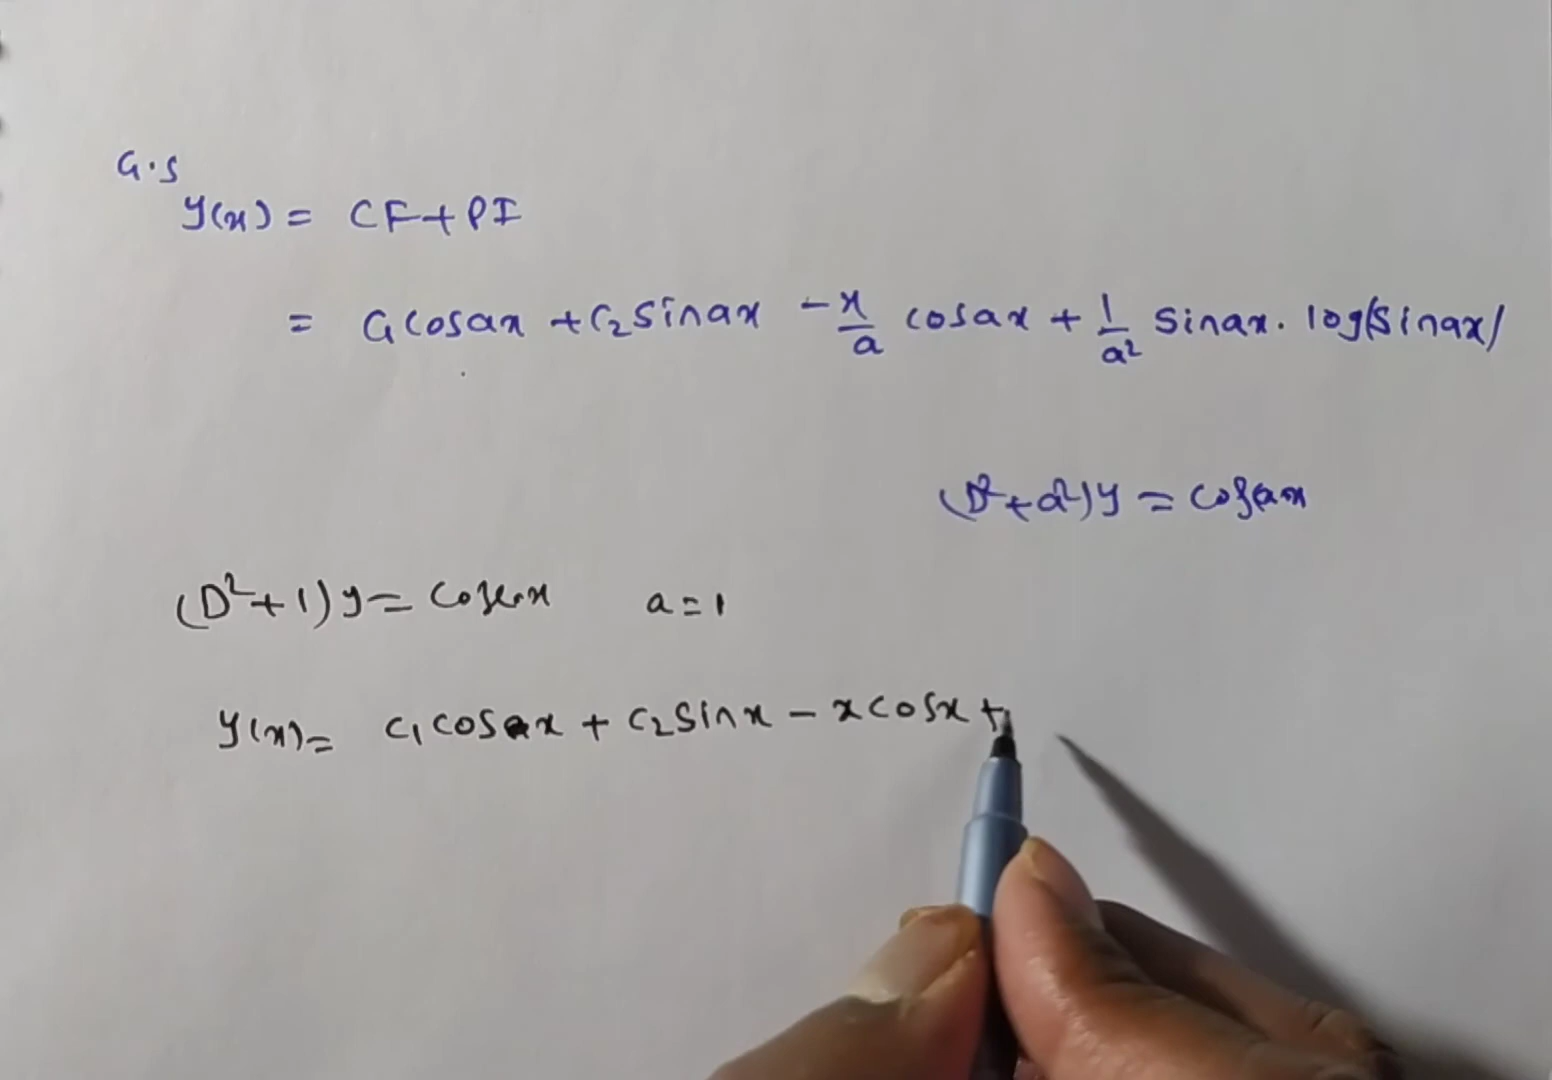 G.S
y(x) = CF + PI
= C₁cosax + C₂sinax - x/a cosax + 1/a² sinax. log|sinax|
(D²+a²)y = cosecax
(D²+1)y = cosecx a=1
y(x) = C₁cosx + C₂sinx - xcosx +